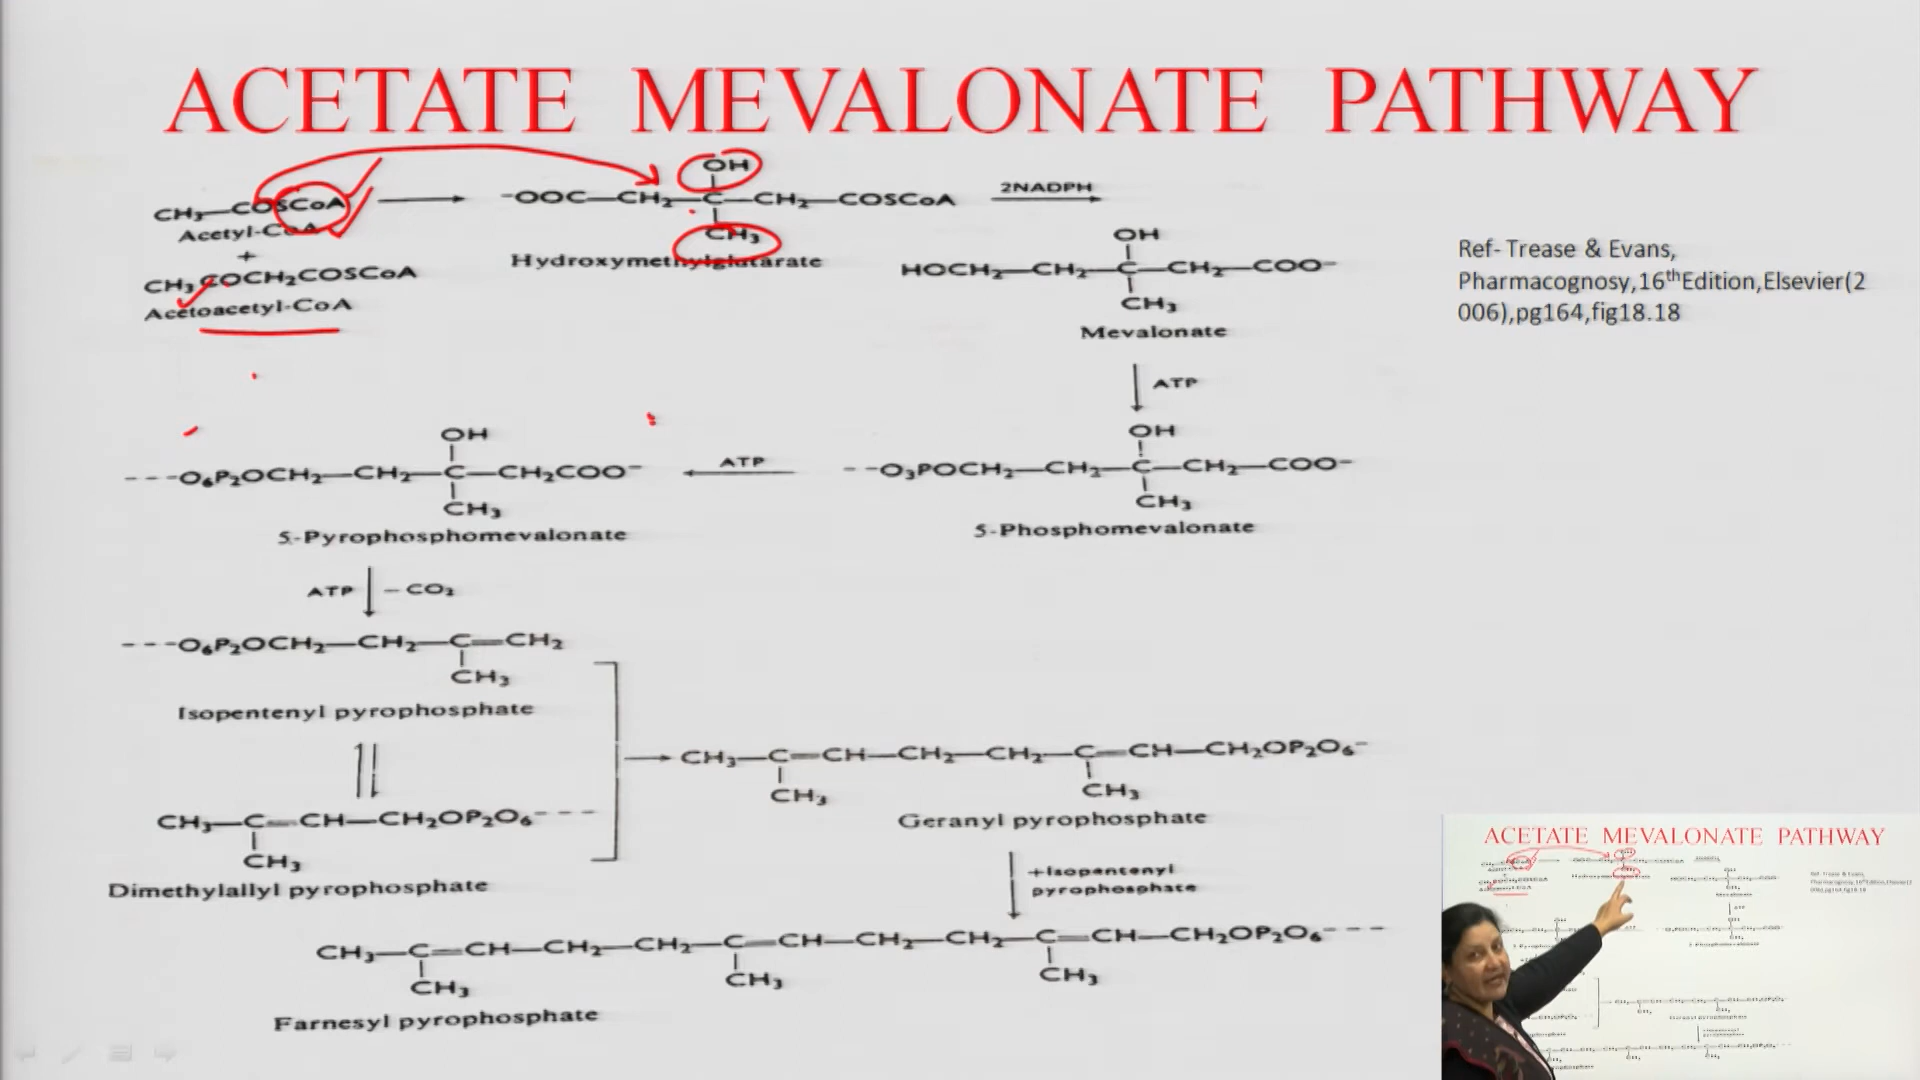 ACETATE MEVALONATE PATHWAY
CH₃—COSCoA
Acetyl-CoA
+
CH₃COCH₂COSCoA
Acetoacetyl-CoA
OH
⁻OOC—CH₂—C—CH₂—COSCoA
CH₃
Hydroxymethylglutarate
2NADPH
OH
HOCH₂—CH₂—C—CH₂—COO⁻
CH₃
Mevalonate
Ref- Trease & Evans,
Pharmacognosy,16thEdition,Elsevier(2
006),pg164,fig18.18
ATP
OH
---O₆P₂OCH₂—CH₂—C—CH₂COO⁻
CH₃
5-Pyrophosphomevalonate
ATP
OH
--O₃POCH₂—CH₂—C—CH₂—COO⁻
CH₃
5-Phosphomevalonate
ATP –CO₂
---O₆P₂OCH₂—CH₂—C=CH₂
CH₃
Isopentenyl pyrophosphate
CH₃—C=CH—CH₂OP₂O₆---
CH₃
Dimethylallyl pyrophosphate
CH₃—C=CH—CH₂—CH₂—C=CH—CH₂OP₂O₆⁻
CH₃ CH₃
Geranyl pyrophosphate
+Isopentenyl
pyrophosphate
CH₃—C=CH—CH₂—CH₂—C=CH—CH₂—CH₂—C=CH—CH₂OP₂O₆---
CH₃ CH₃ CH₃
Farnesyl pyrophosphate
ACETATE MEVALONATE PATHWAY